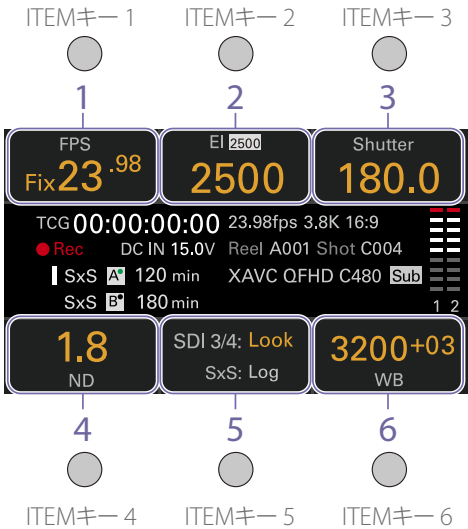 ITEMキー 1 ITEMキー 2 ITEMキー 3
1 2 3
FPS EI 2500 Shutter
Fix23.98 2500 180.0
TCG 00:00:00:00 23.98fps 3.8K 16:9
Rec DC IN 15.0V Reel A001 Shot C004
SxS A 120 min XAVC QFHD C480 Sub
SxS B 180 min 1 2
1.8 SDI 3/4: Look 3200+03
ND SxS: Log WB
4 5 6
ITEMキー 4 ITEMキー 5 ITEMキー 6